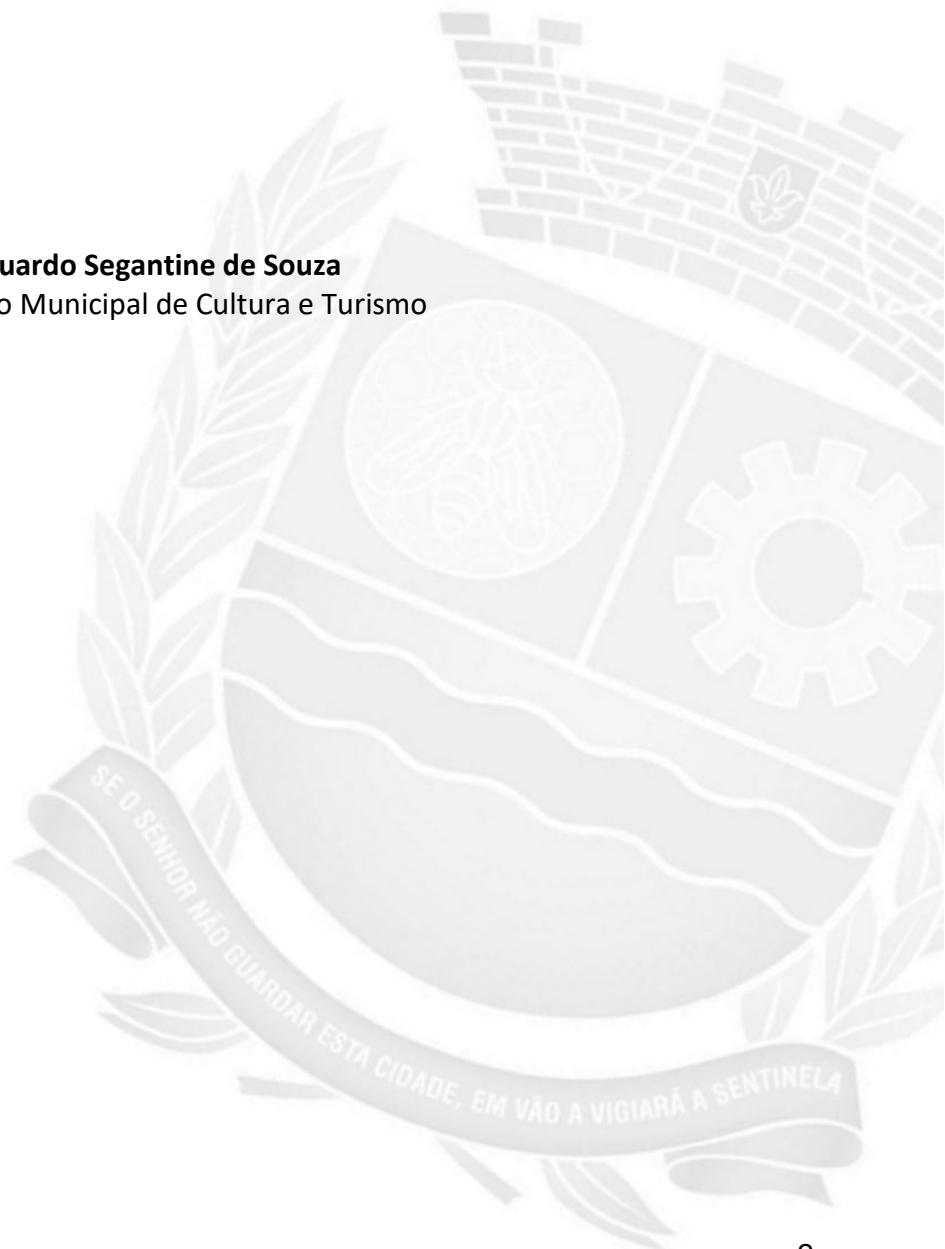 uardo Segantine de Souza
o Municipal de Cultura e Turismo
SE O SENHOR NÃO GUARDAR ESTA CIDADE, EM VÃO A VIGIARÁ A SENTINELA